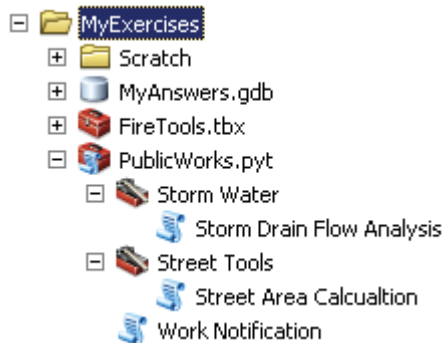 MyExercises
Scratch
MyAnswers.gdb
FireTools.tbx
PublicWorks.pyt
Storm Water
Storm Drain Flow Analysis
Street Tools
Street Area Calcualtion
Work Notification